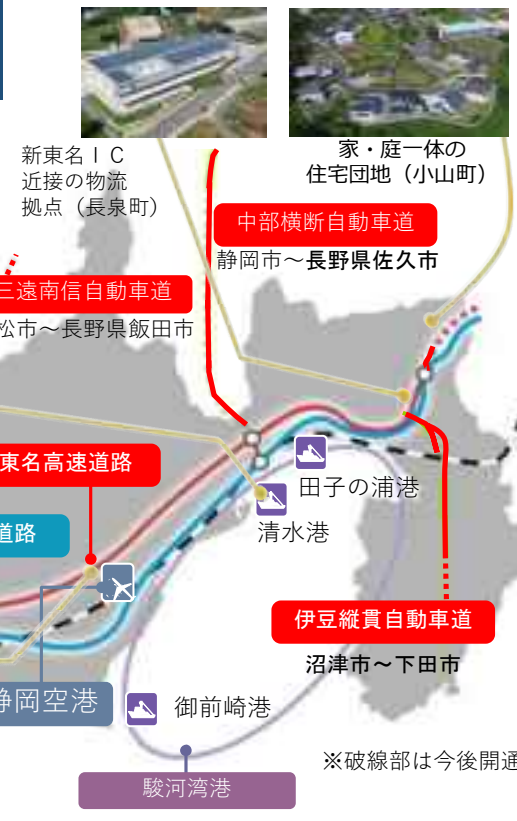 新東名ＩＣ
近接の物流
拠点（長泉町）
家・庭一体の
住宅団地（小山町）
中部横断自動車道
静岡市～長野県佐久市
三遠南信自動車道
松市～長野県飯田市
東名高速道路
田子の浦港
清水港
道路
伊豆縦貫自動車道
沼津市～下田市
静岡空港
御前崎港
※破線部は今後開通
駿河湾港